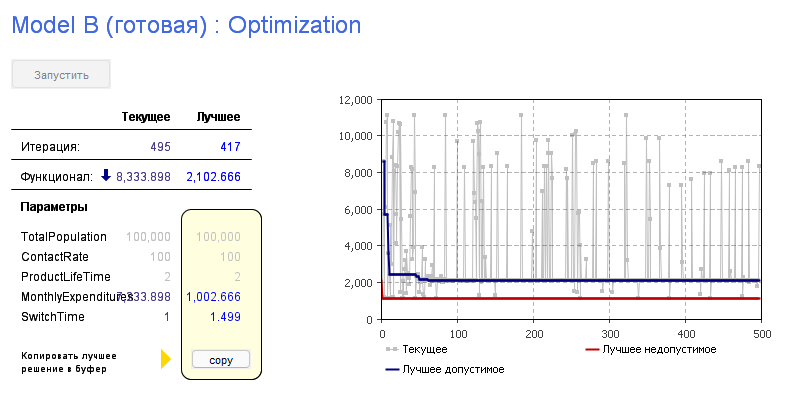 Model B (готовая) : Optimization
Запустить
Текущее Лучшее
Итерация: 495 417
Функционал: 8,333.898 2,102.666
Параметры
TotalPopulation 100,000 100,000
ContactRate 100 100
ProductLifeTime 2 2
MonthlyExpenditures 7,333.898 1,002.666
SwitchTime 1 1.499
Копировать лучшее
решение в буфер
copy
12,000
10,000
8,000
6,000
4,000
2,000
0
0 100 200 300 400 500
Текущее Лучшее недопустимое
Лучшее допустимое